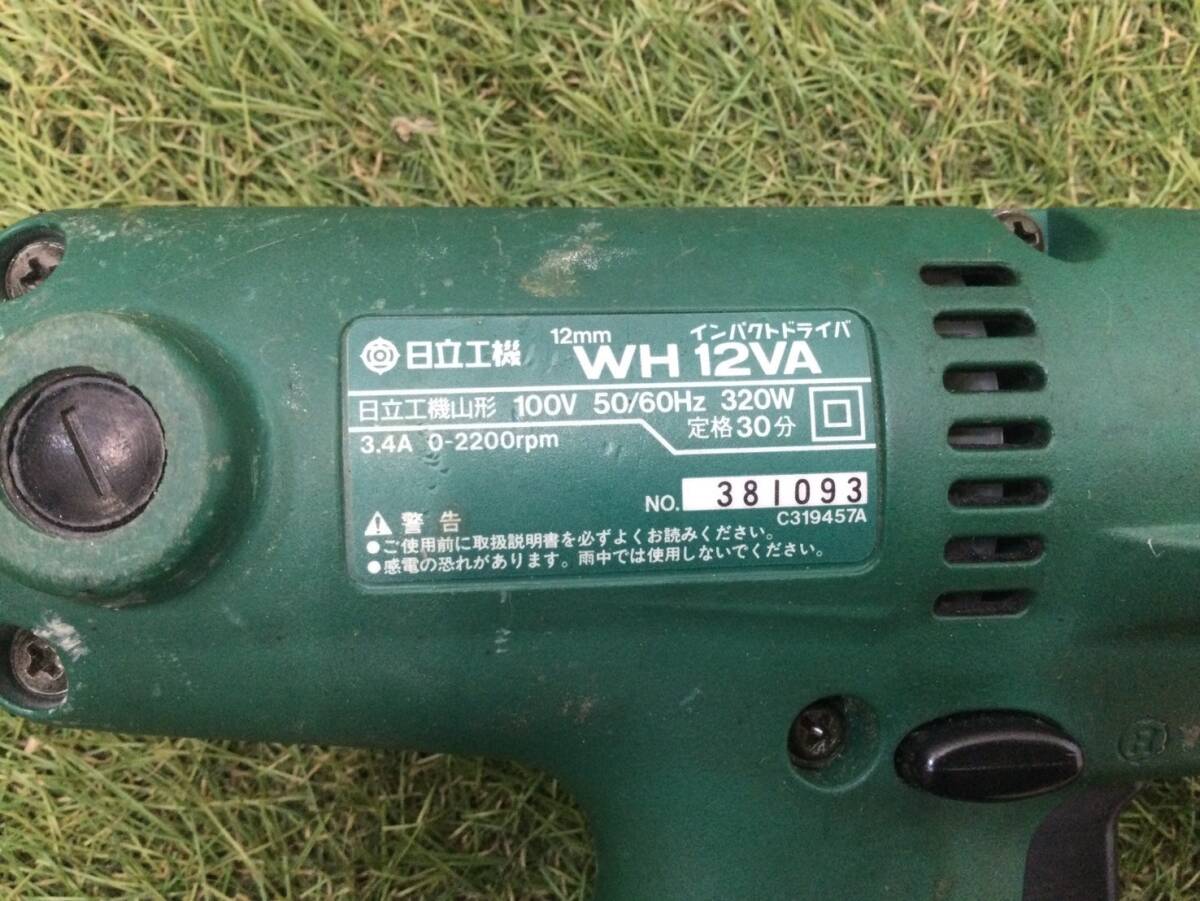 日立工機 12mm WH 12VA インパクトドライバ
日立工機山形 100V 50/60Hz 320W
3.4A 0-2200rpm 定格30分
NO. 381093
C319457A
警告
●ご使用前に取扱説明書を必ずよくお読みください。
●感電の恐れがあります。雨中では使用しないでください。